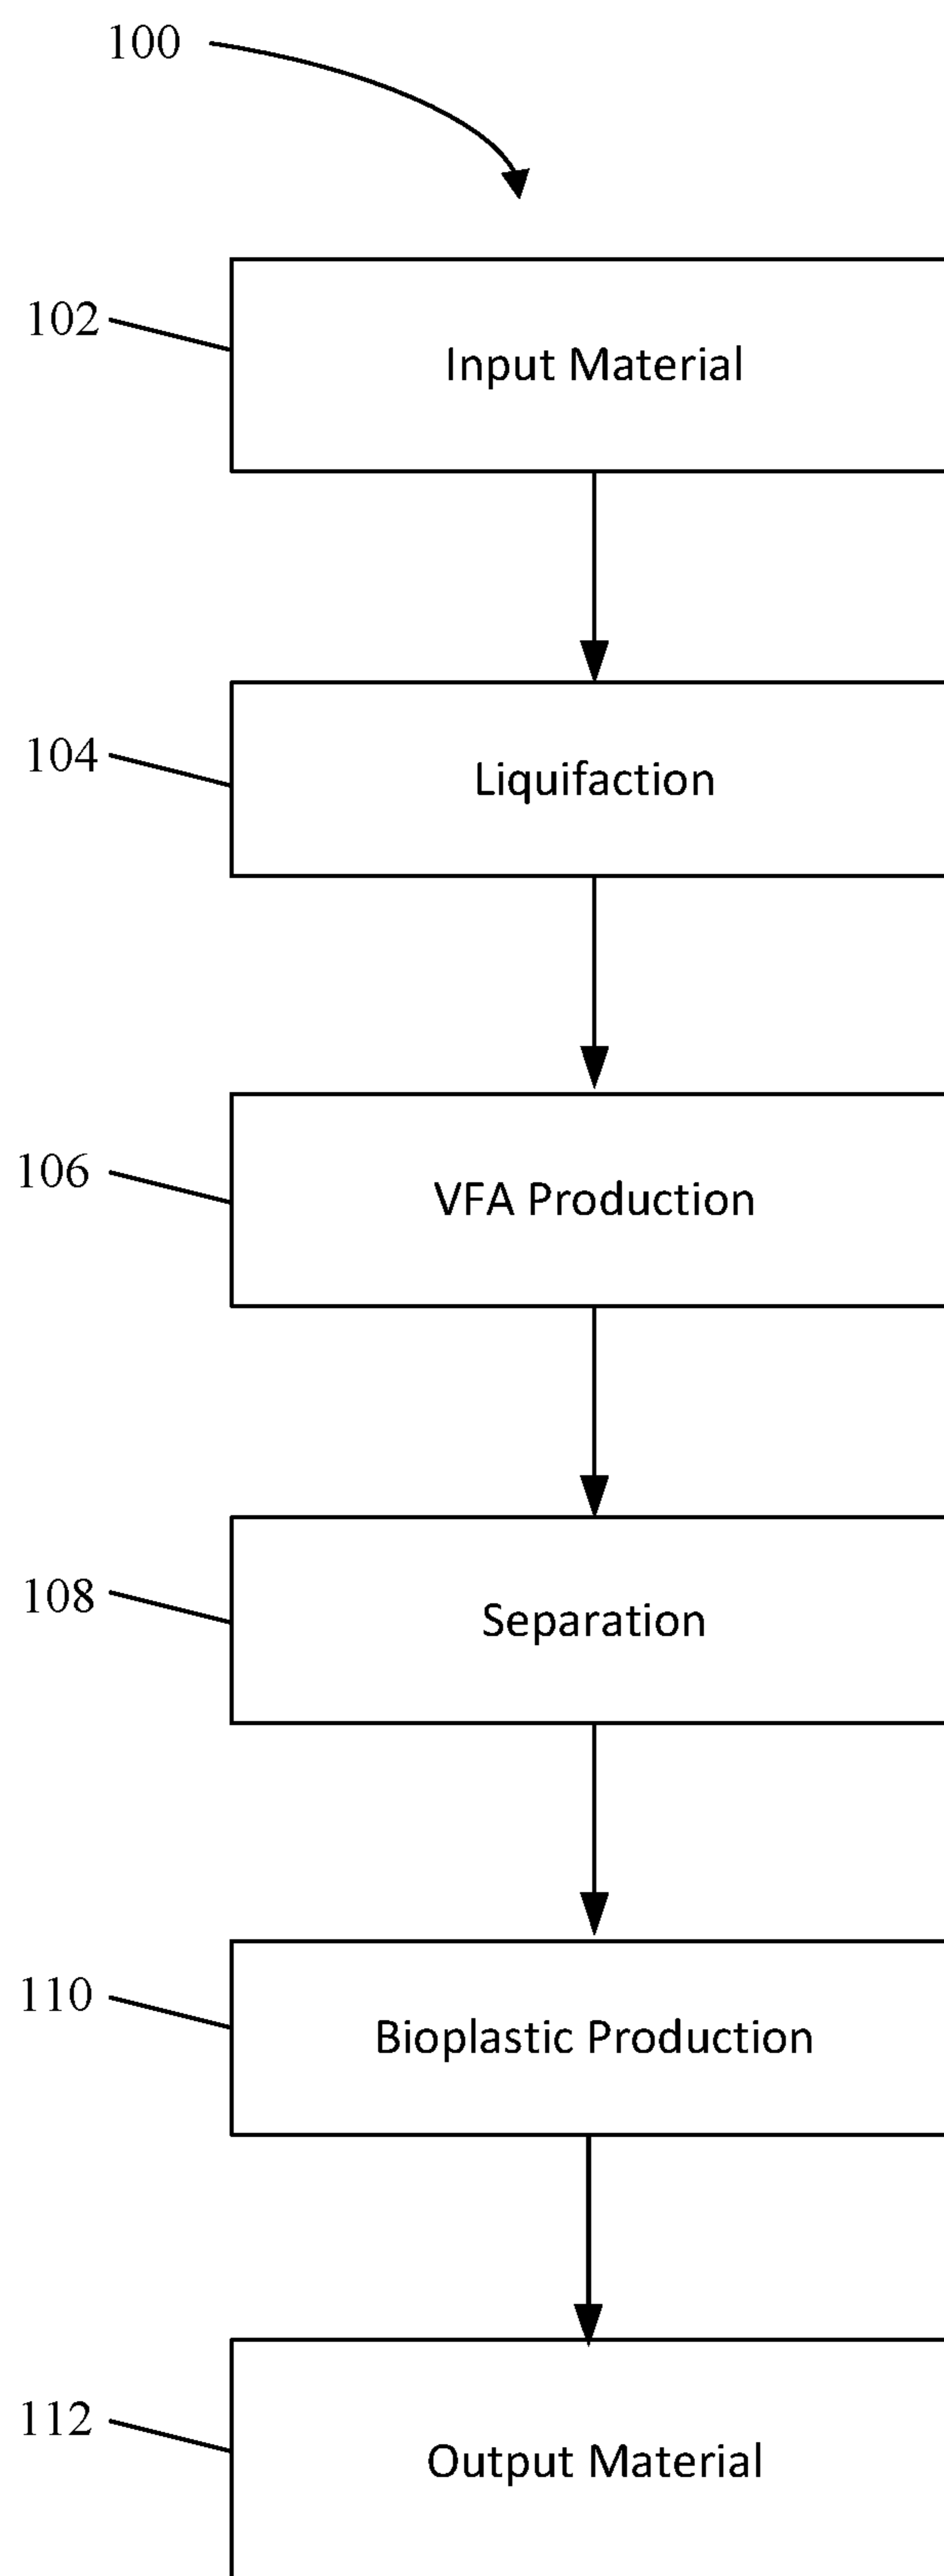 100
102
Input Material
104
Liquifaction
106
VFA Production
108
Separation
110
Bioplastic Production
112
Output Material